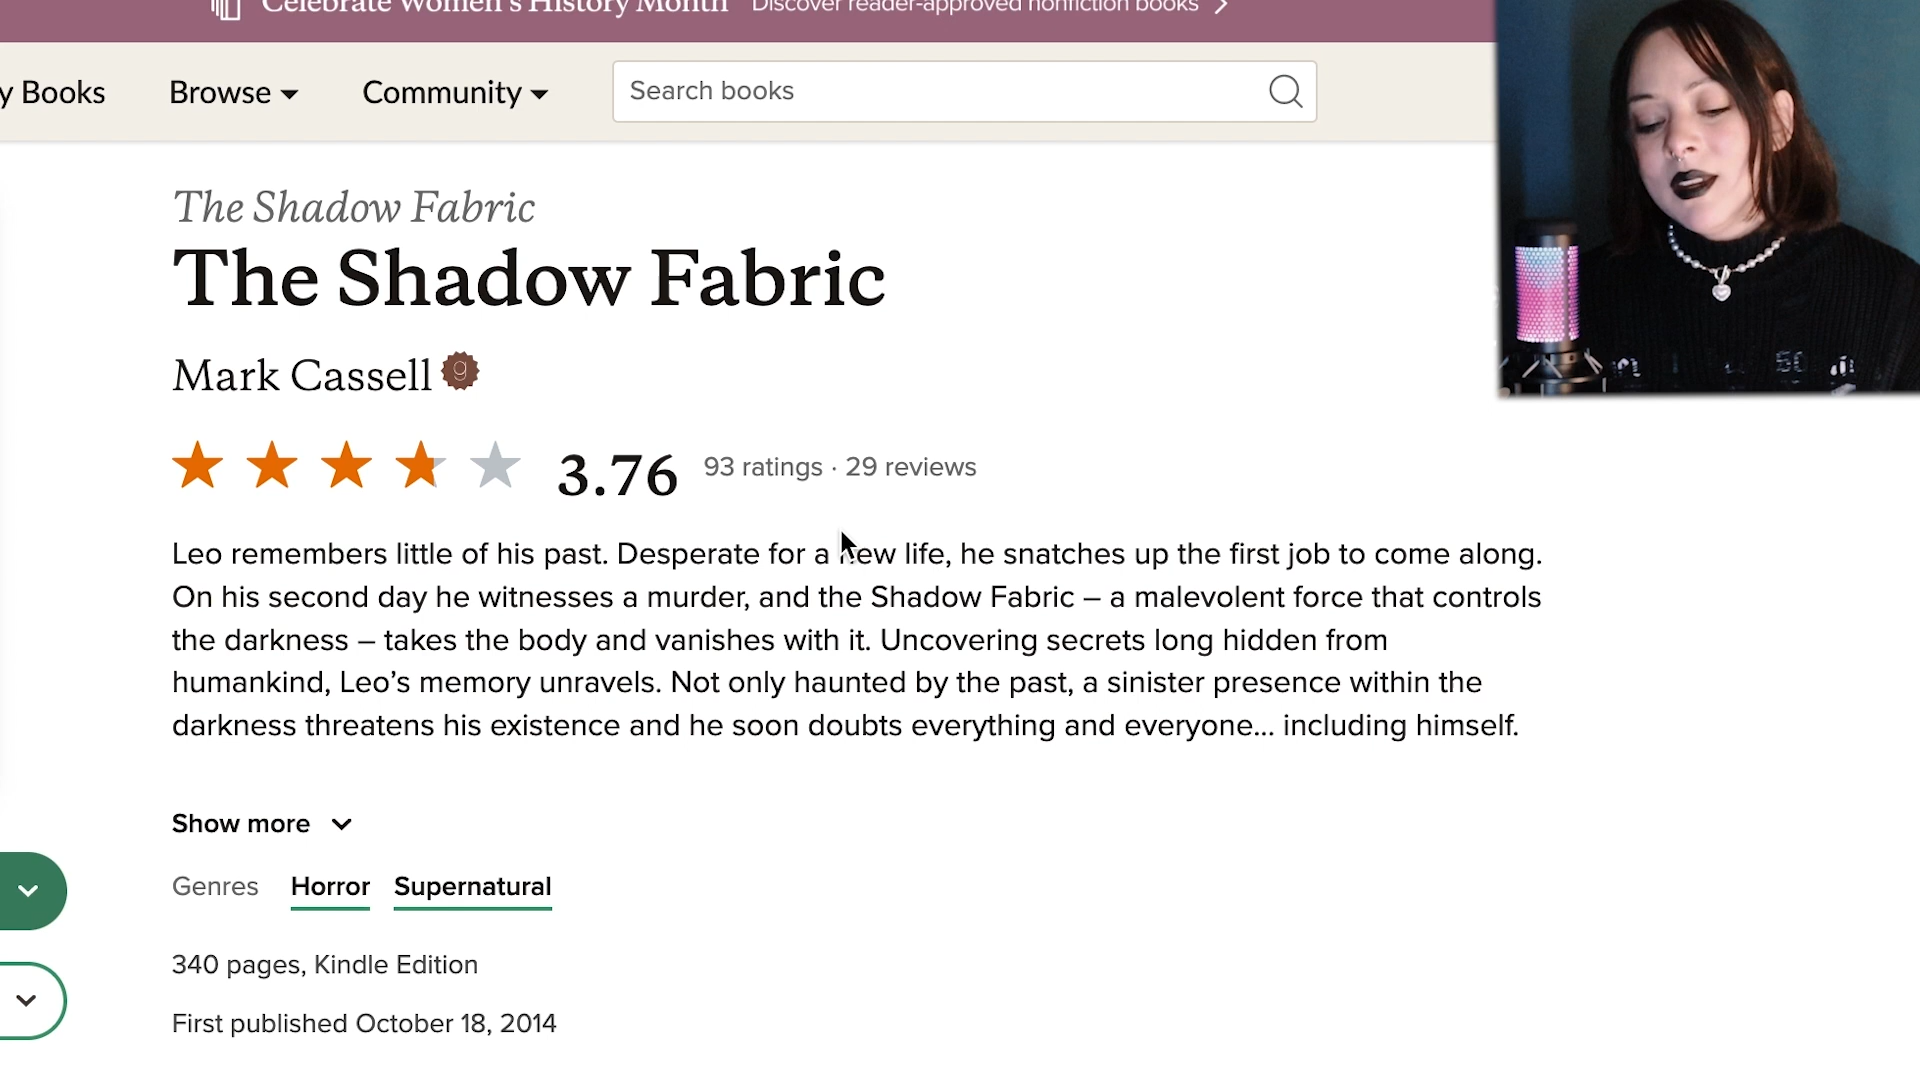 Celebrate Women's History Month Discover reader-approved nonfiction books
y Books Browse Community Search books
The Shadow Fabric
The Shadow Fabric
Mark Cassell g
3.76 93 ratings · 29 reviews
Leo remembers little of his past. Desperate for a new life, he snatches up the first job to come along.
On his second day he witnesses a murder, and the Shadow Fabric – a malevolent force that controls
the darkness – takes the body and vanishes with it. Uncovering secrets long hidden from
humankind, Leo’s memory unravels. Not only haunted by the past, a sinister presence within the
darkness threatens his existence and he soon doubts everything and everyone... including himself.
Show more
Genres Horror Supernatural
340 pages, Kindle Edition
First published October 18, 2014